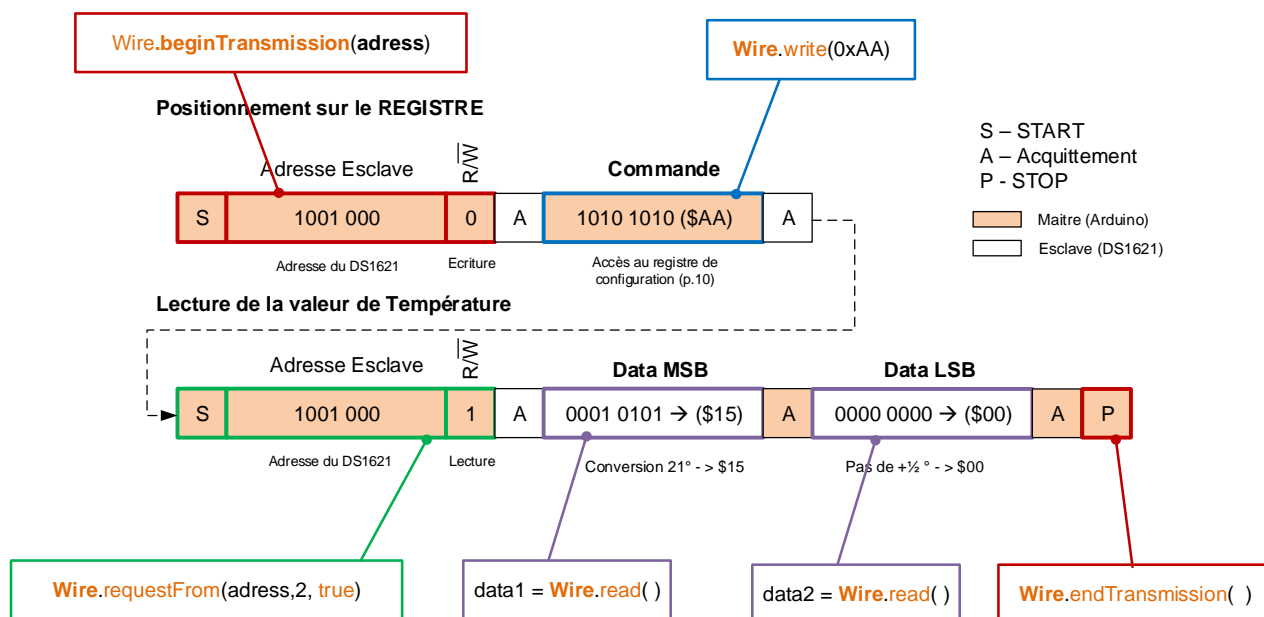 Wire.beginTransmission(adress)
Wire.write(0xAA)
Positionnement sur le REGISTRE
S – START
A – Acquittement
P - STOP
Maitre (Arduino)
Esclave (DS1621)
Adresse Esclave
R/W
Commande
S
1001 000
0
A
1010 1010 ($AA)
A
Adresse du DS1621
Ecriture
Accès au registre de
configuration (p.10)
Lecture de la valeur de Température
Adresse Esclave
R/W
Data MSB
Data LSB
S
1001 000
1
A
0001 0101 → ($15)
A
0000 0000 → ($00)
A
P
Adresse du DS1621
Lecture
Conversion 21° - > $15
Pas de +½ ° - > $00
Wire.requestFrom(adress,2, true)
data1 = Wire.read( )
data2 = Wire.read( )
Wire.endTransmission( )